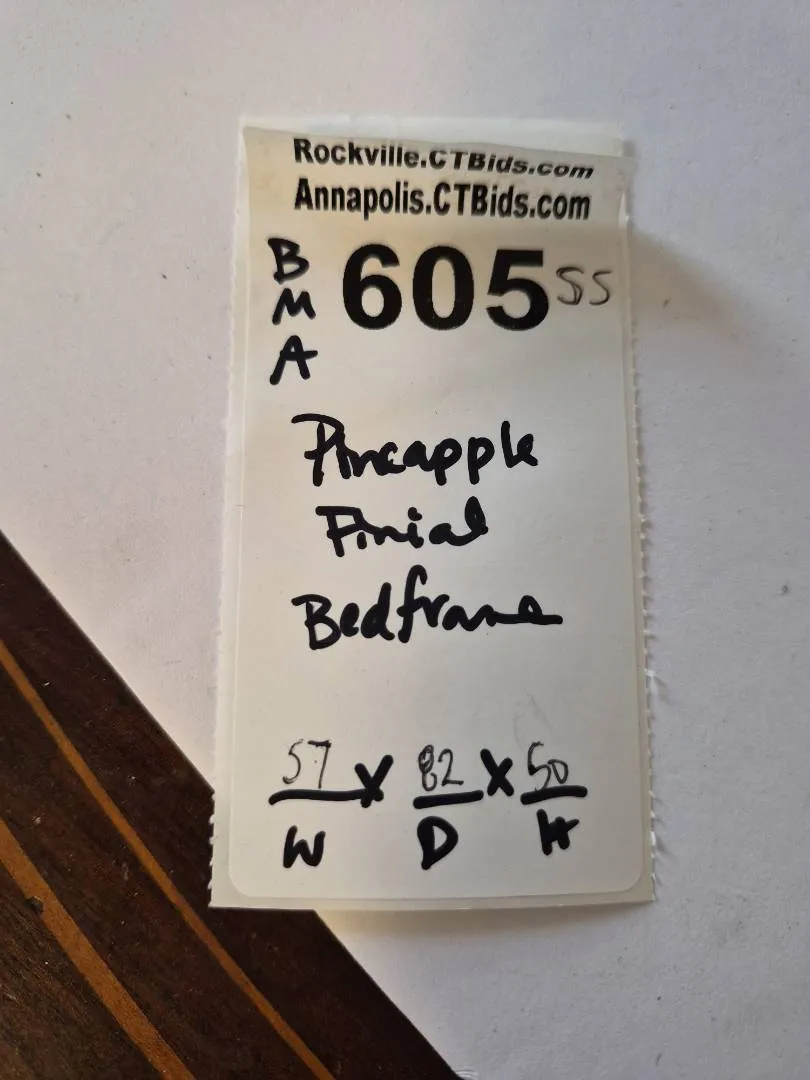 Rockville.CTBids.com
Annapolis.CTBids.com
B
M
A
605 SS
Pineapple
Finial
Bedframe
57 x 82 x 50
W D H